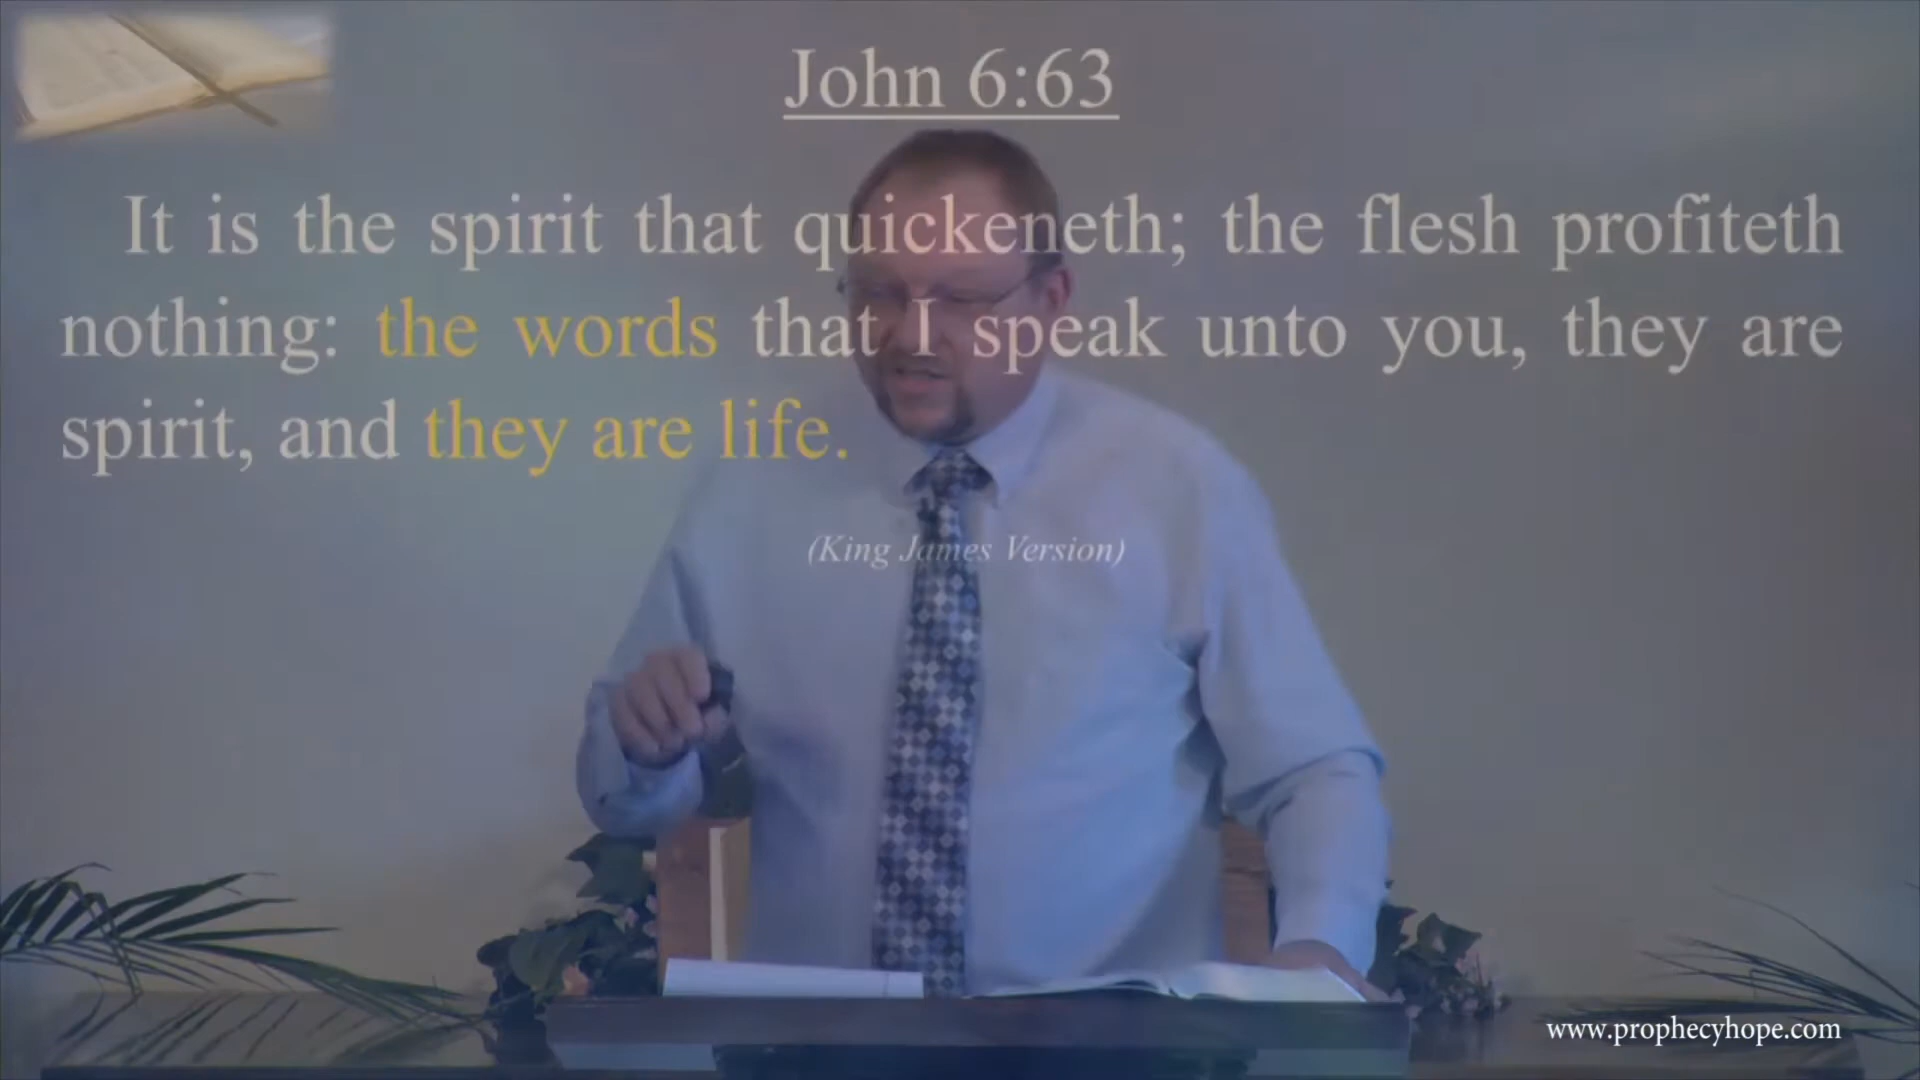 John 6:63
It is the spirit that quickeneth; the flesh profiteth
nothing: the words that I speak unto you, they are
spirit, and they are life.
(King James Version)
www.prophecyhope.com